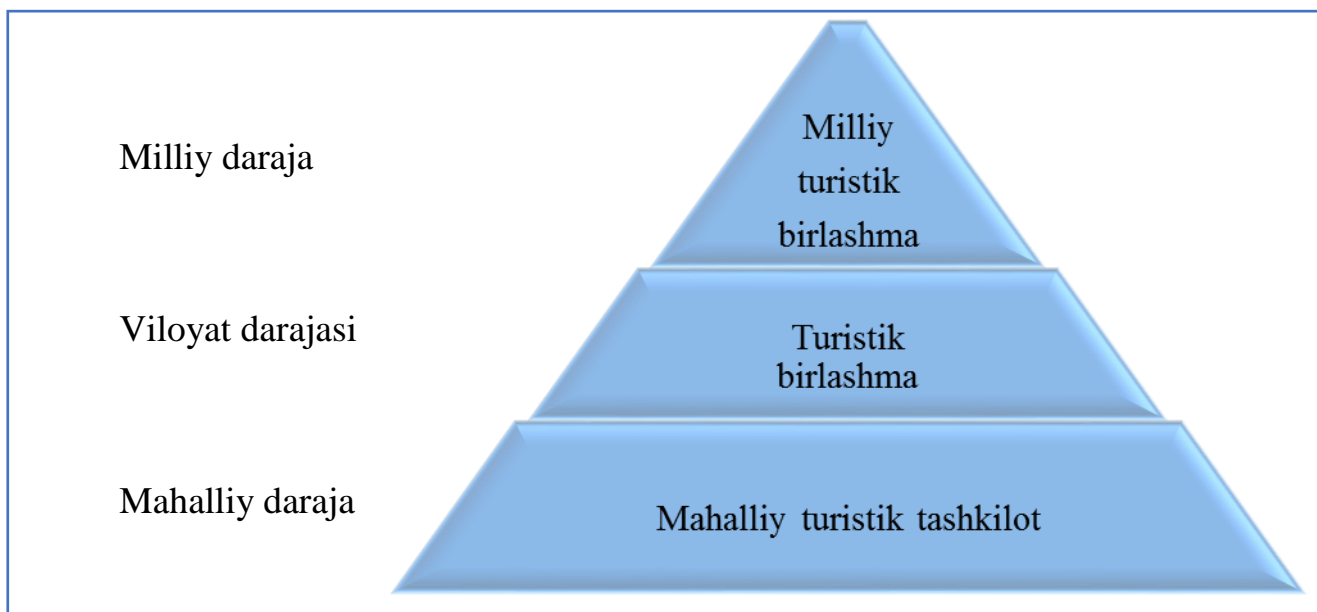 Milliy daraja
Milliy
turistik
birlashma
Viloyat darajasi
Turistik
birlashma
Mahalliy daraja
Mahalliy turistik tashkilot